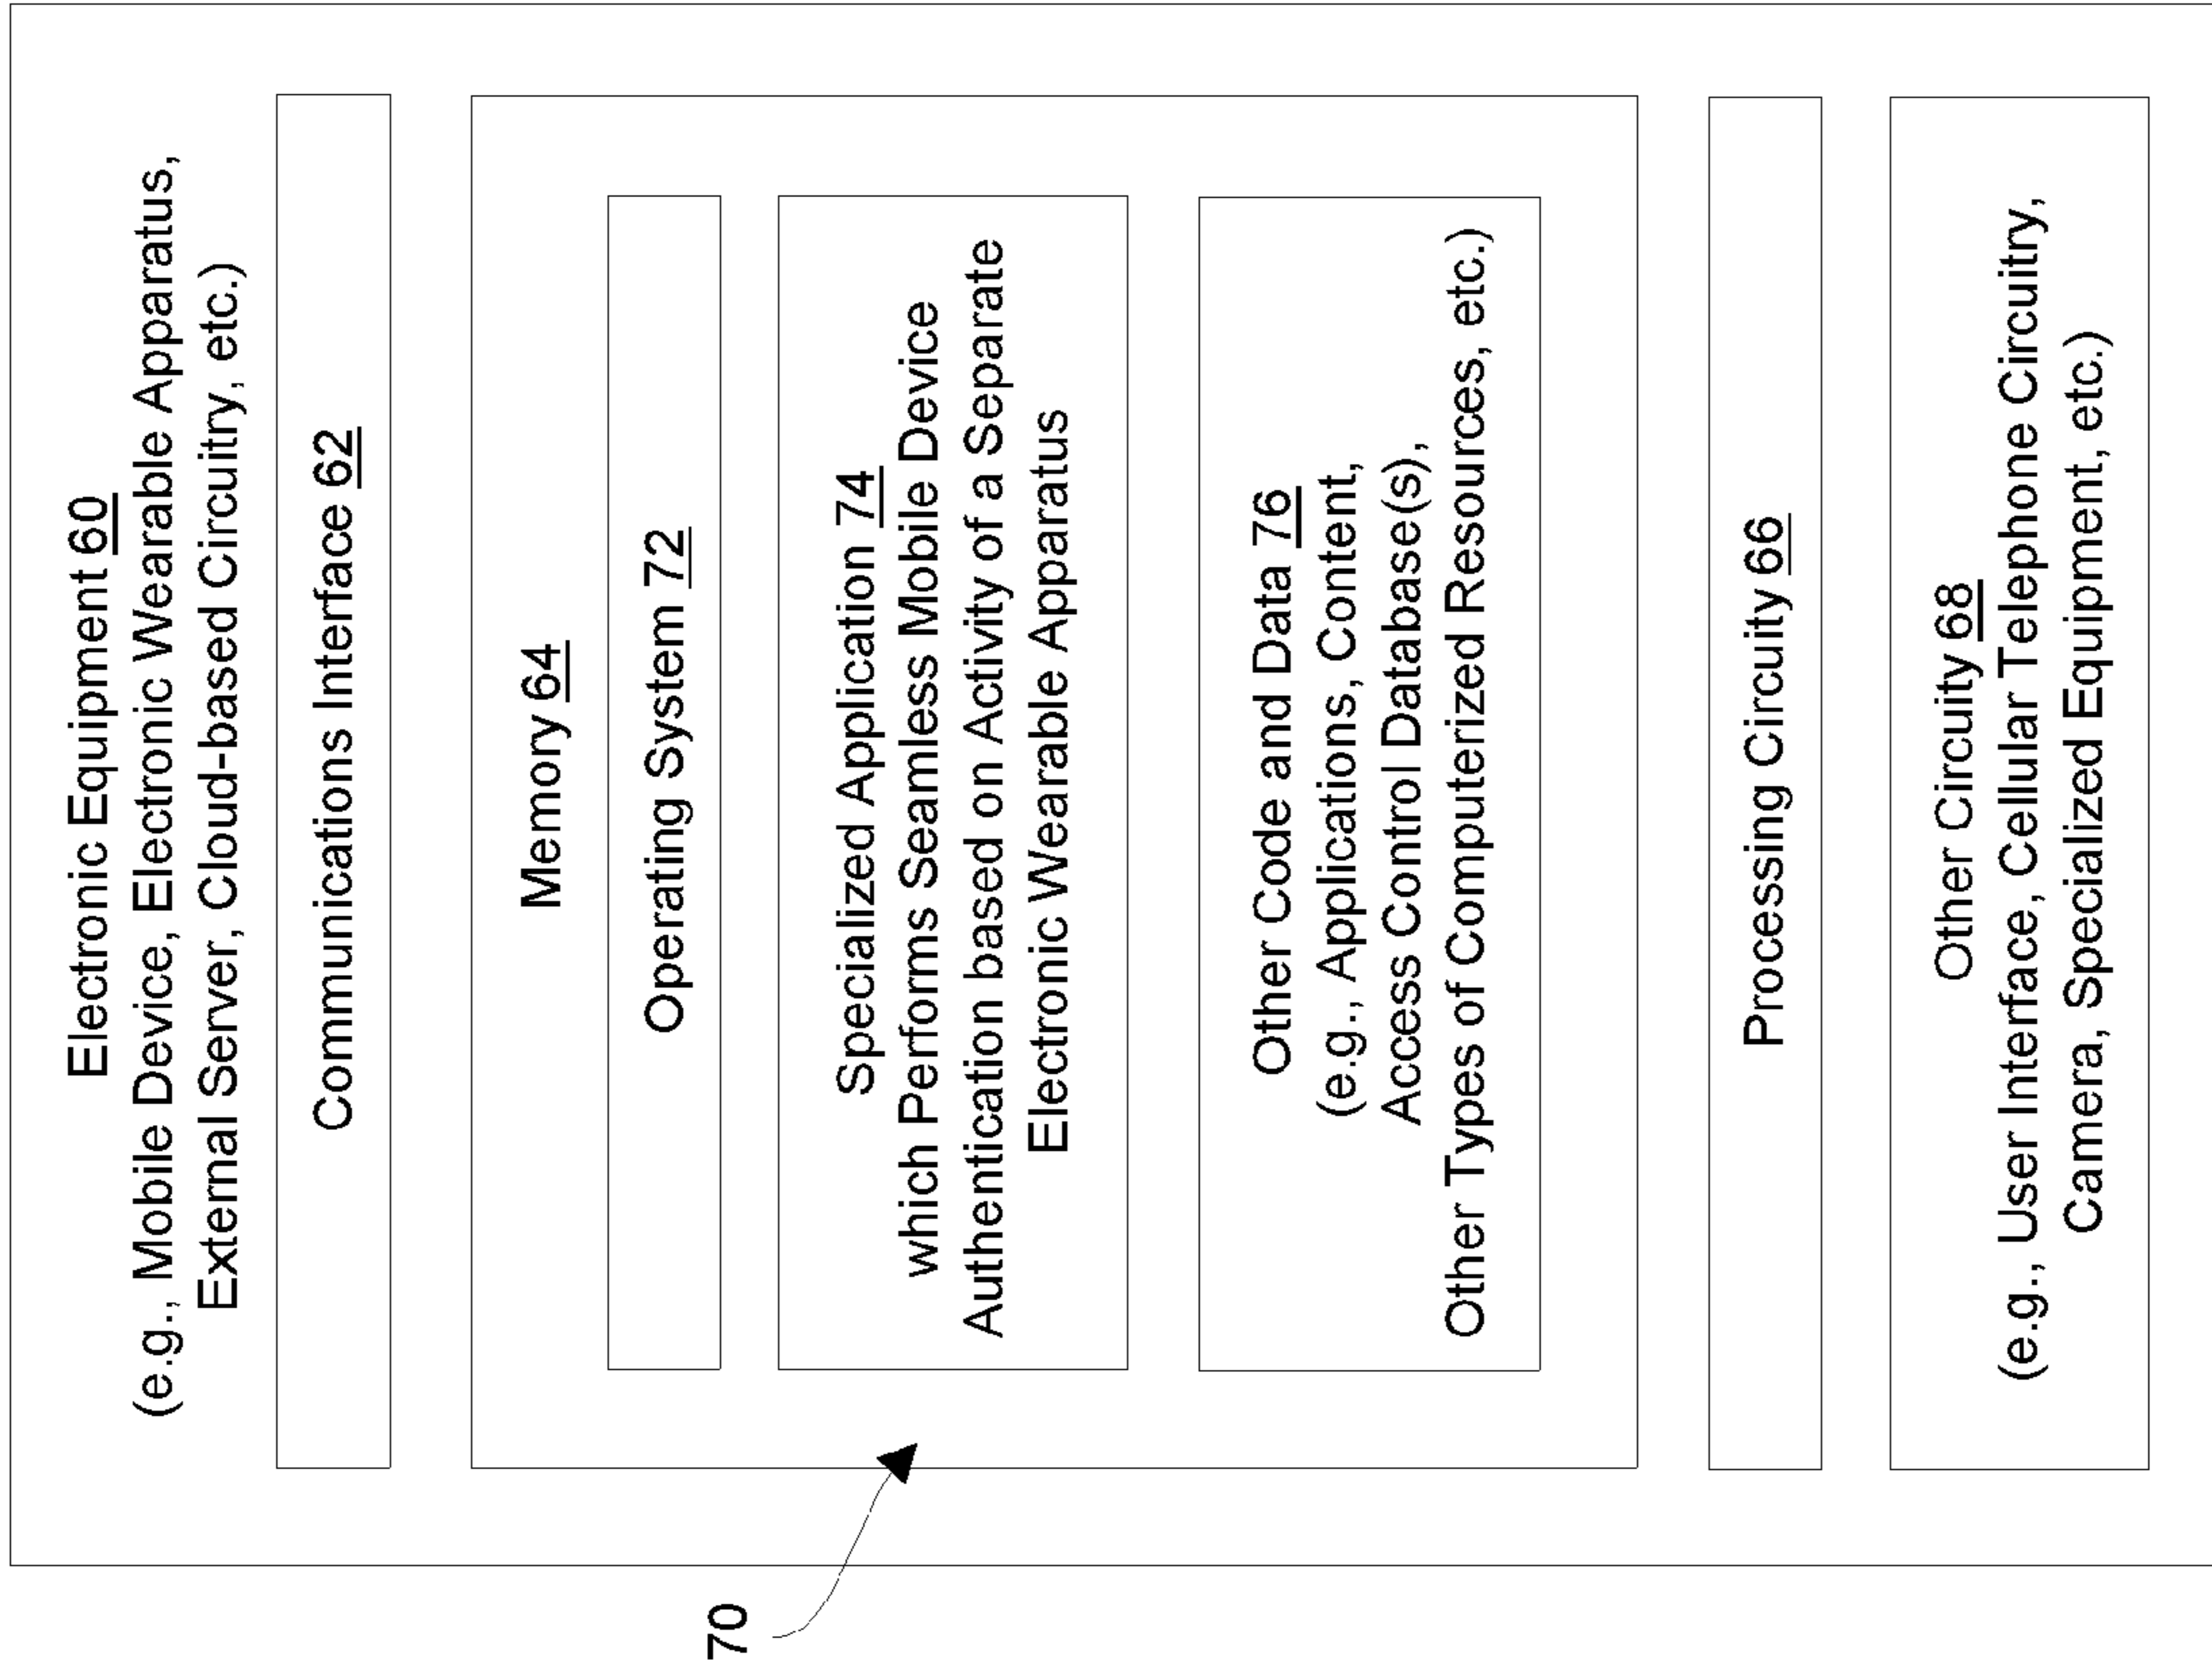 Electronic Equipment 60
(e.g., Mobile Device, Electronic Wearable Apparatus,
External Server, Cloud-based Circuitry, etc.)
Communications Interface 62
Memory 64
Operating System 72
Specialized Application 74
which Performs Seamless Mobile Device
Authentication based on Activity of a Separate
Electronic Wearable Apparatus
Other Code and Data 76
(e.g., Applications, Content,
Access Control Database(s),
Other Types of Computerized Resources, etc.)
Processing Circuity 66
Other Circuity 68
(e.g., User Interface, Cellular Telephone Circuitry,
Camera, Specialized Equipment, etc.)
70